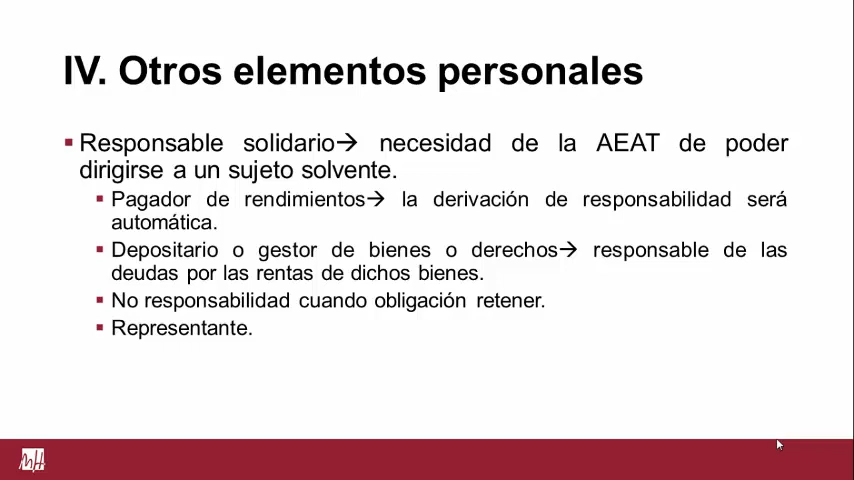 IV. Otros elementos personales
Responsable solidario→ necesidad de la AEAT de poder
dirigirse a un sujeto solvente.
Pagador de rendimientos→ la derivación de responsabilidad será
automática.
Depositario o gestor de bienes o derechos→ responsable de las
deudas por las rentas de dichos bienes.
No responsabilidad cuando obligación retener.
Representante.